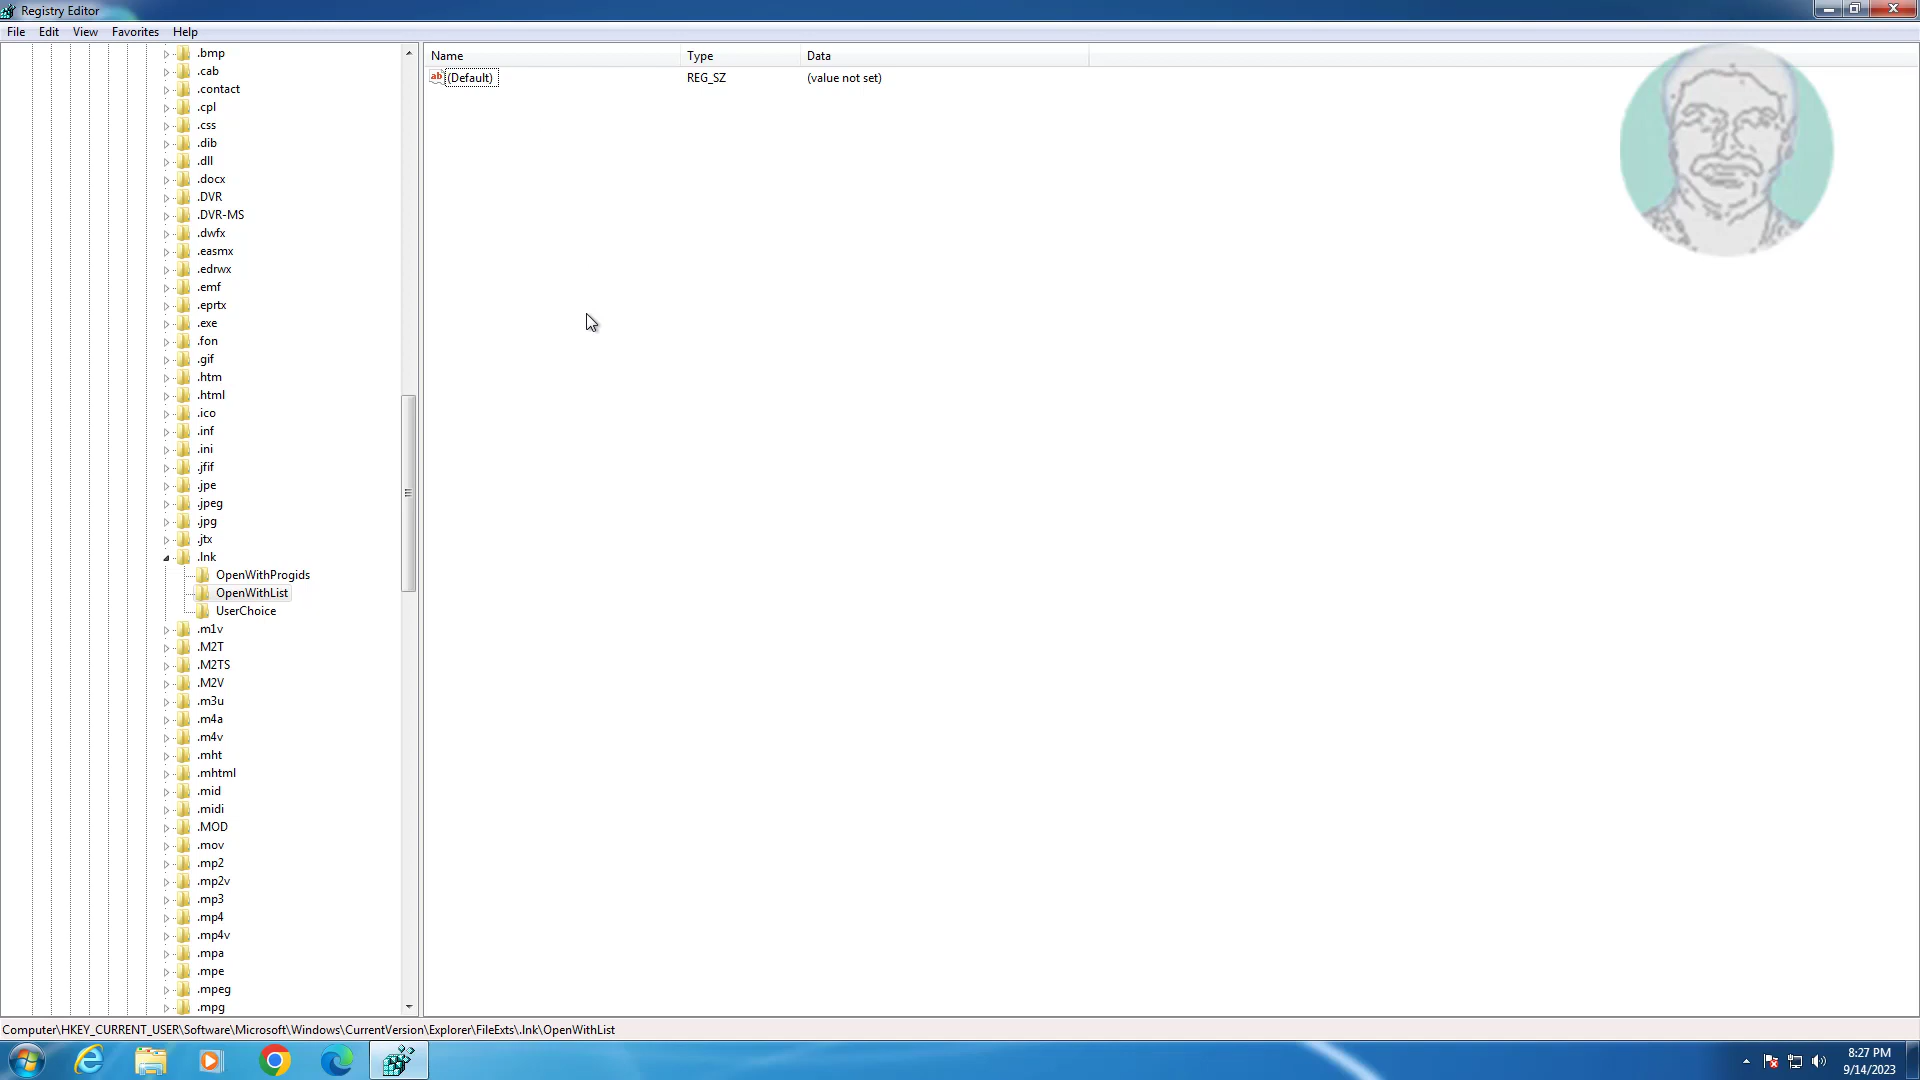 Registry Editor
File Edit View Favorites Help
.bmp
.cab
.contact
.cpl
.css
.dib
.dll
.docx
.DVR
.DVR-MS
.dwfx
.easmx
.edrwx
.emf
.eprtx
.exe
.fon
.gif
.htm
.html
.ico
.inf
.ini
.jfif
.jpe
.jpeg
.jpg
.jtx
.lnk
OpenWithProgids
OpenWithList
UserChoice
.m1v
.M2T
.M2TS
.M2V
.m3u
.m4a
.m4v
.mht
.mhtml
.mid
.midi
.MOD
.mov
.mp2
.mp2v
.mp3
.mp4
.mp4v
.mpa
.mpe
.mpeg
.mpg
Name Type Data
ab (Default) REG_SZ (value not set)
Computer\HKEY_CURRENT_USER\Software\Microsoft\Windows\CurrentVersion\Explorer\FileExts\.lnk\OpenWithList
8:27 PM
9/14/2023